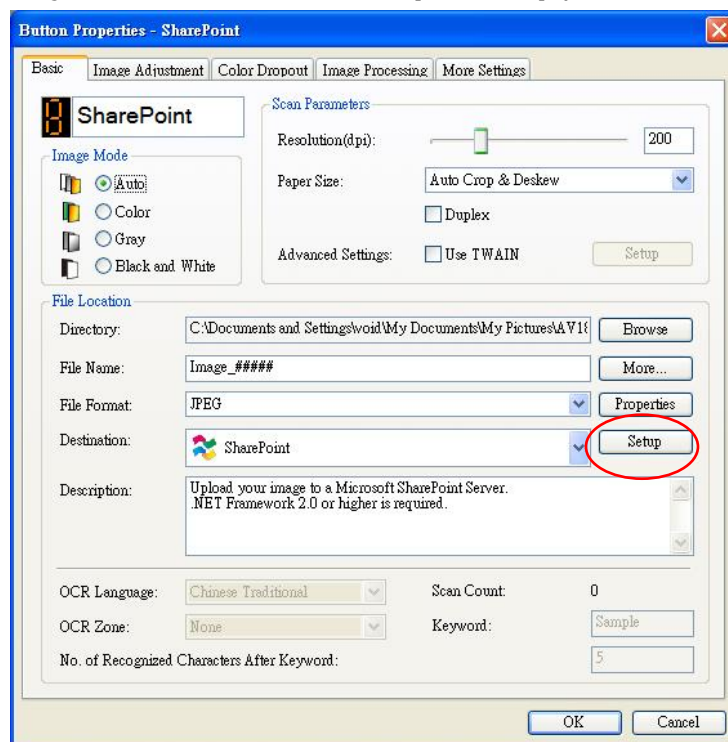 Button Properties - SharePoint
Basic Image Adjustment Color Dropout Image Processing More Settings
SharePoint
Image Mode
Auto
Color
Gray
Black and White
Scan Parameters
Resolution(dpi): 200
Paper Size: Auto Crop & Deskew
Duplex
Advanced Settings: Use TWAIN Setup
File Location
Directory: C:\Documents and Settings\void\My Documents\My Pictures\AV18 Browse
File Name: Image_##### More...
File Format: JPEG Properties
Destination: SharePoint Setup
Description: Upload your image to a Microsoft SharePoint Server.
.NET Framework 2.0 or higher is required.
OCR Language: Chinese Traditional Scan Count: 0
OCR Zone: None Keyword: Sample
No. of Recognized Characters After Keyword: 5
OK Cancel